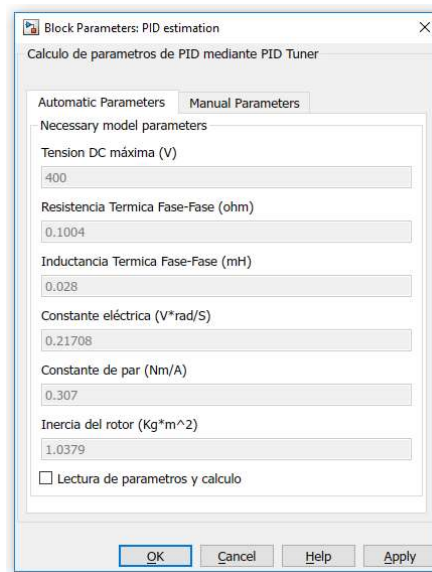 Block Parameters: PID estimation
Calculo de parametros de PID mediante PID Tuner
Automatic Parameters Manual Parameters
Necessary model parameters
Tension DC máxima (V)
400
Resistencia Termica Fase-Fase (ohm)
0.1004
Inductancia Termica Fase-Fase (mH)
0.028
Constante eléctrica (V*rad/S)
0.21708
Constante de par (Nm/A)
0.307
Inercia del rotor (Kg*m^2)
1.0379
Lectura de parametros y calculo
OK Cancel Help Apply